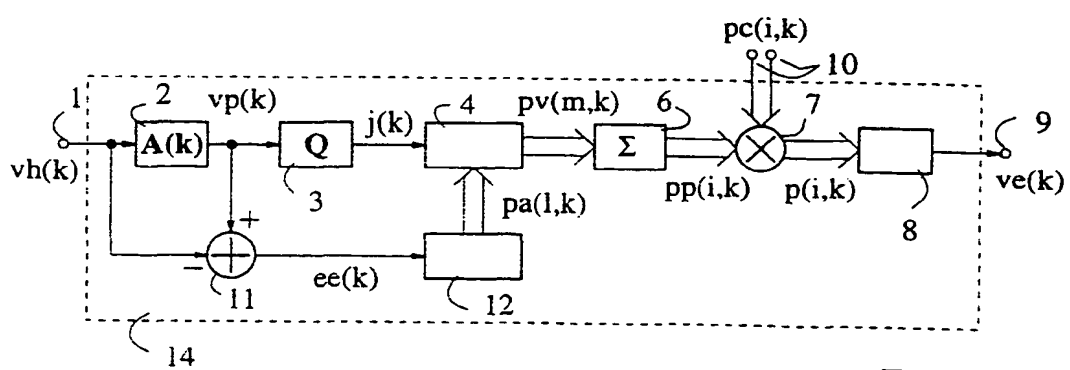 pc(i,k)
10
1
2
vp(k)
4
pv(m,k)
6
7
9
A(k)
Q
j(k)
Σ
vh(k)
3
pa(l,k)
pp(i,k)
p(i,k)
8
ve(k)
+
−
11
ee(k)
12
14